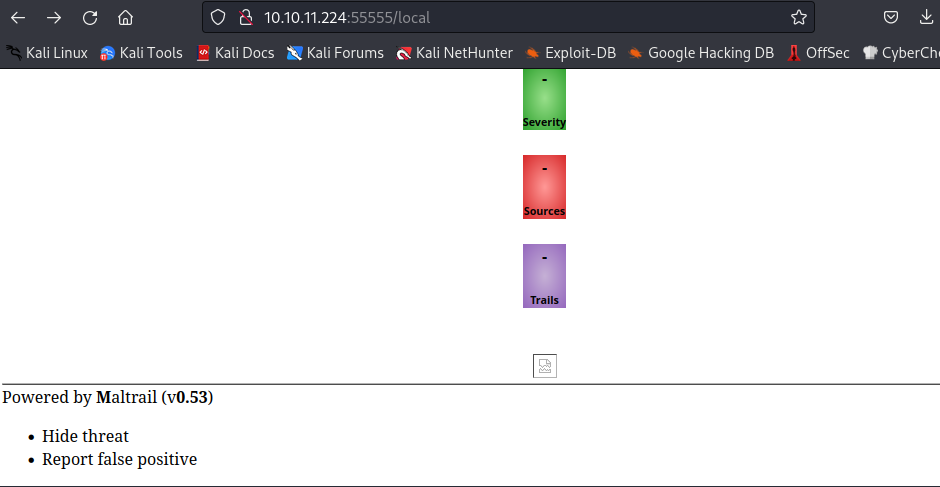 10.10.11.224:55555/local
Kali Linux Kali Tools Kali Docs Kali Forums Kali NetHunter Exploit-DB Google Hacking DB OffSec CyberCh
-
Severity
-
Sources
-
Trails
Powered by Maltrail (v0.53)
• Hide threat
• Report false positive